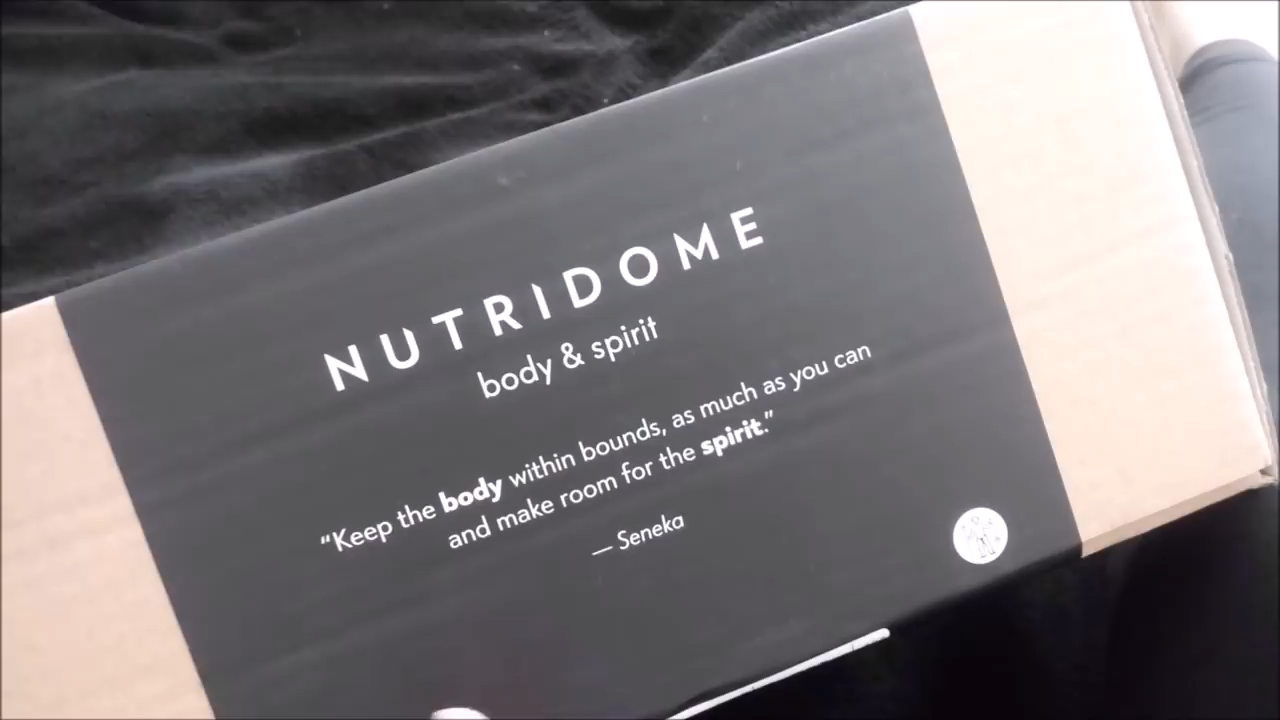 NUTRIDOME
body & spirit
“Keep the body within bounds, as much as you can
and make room for the spirit.”
— Seneka